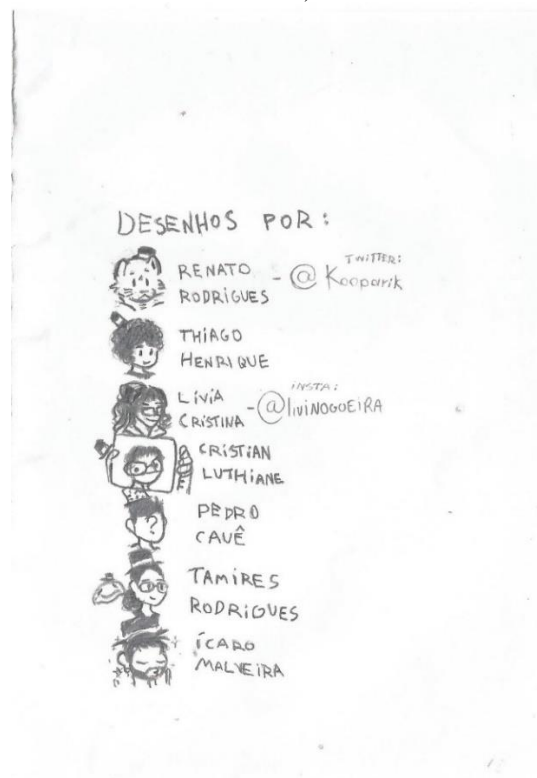 DESENHOS POR:
TWITTER:
RENATO
RODRIGUES - @Kooparik
THIAGO
HENRIQUE
INSTA:
LIVIA
CRISTINA - @liviNOGOEIRA
CRISTIAN
LUTHIANE
PEDRO
CAUÊ
TAMIRES
RODRIGUES
ÍCARO
MALVEIRA